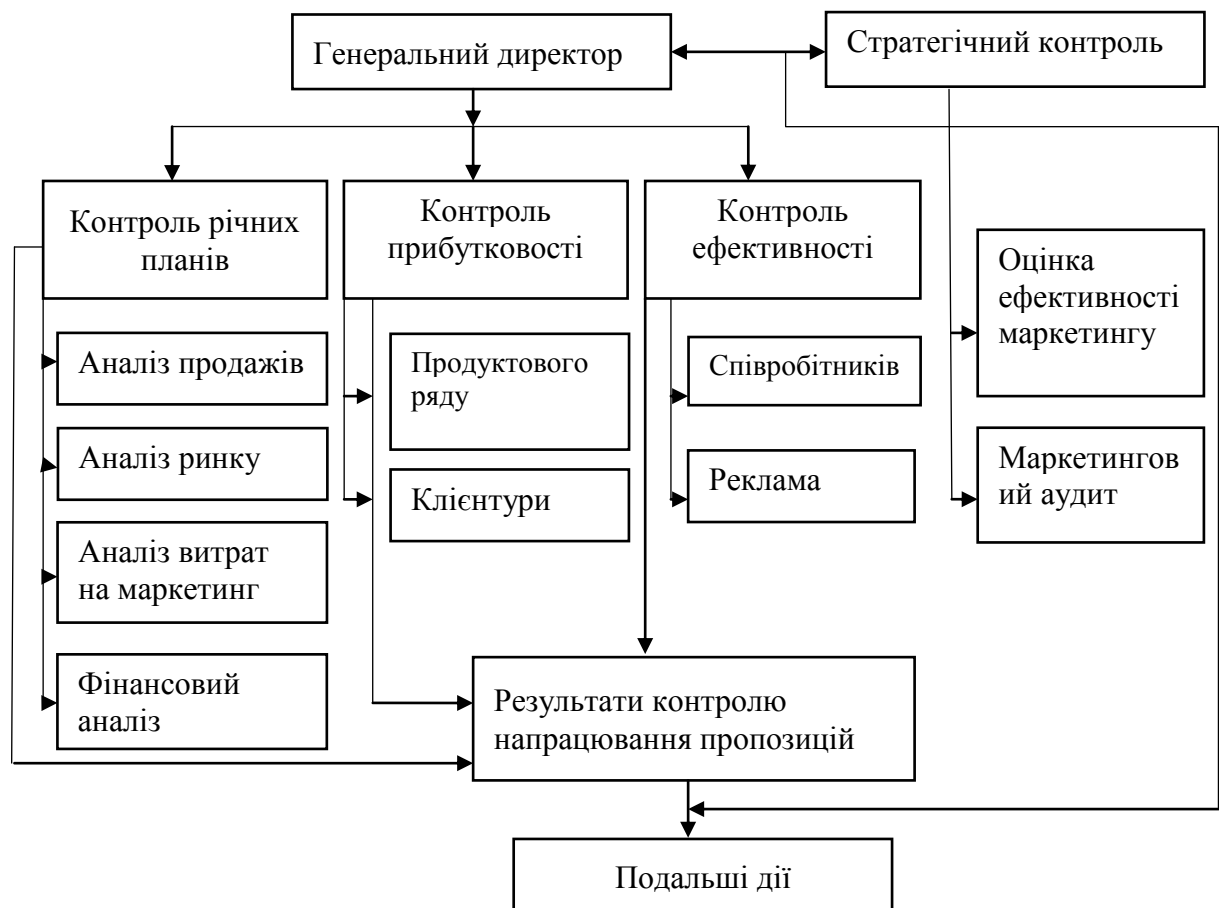 Генеральний директор
Стратегічний контроль
Контроль річних
планів
Контроль
прибутковості
Контроль
ефективності
Оцінка
ефективності
маркетингу
Аналіз продажів
Продуктового
ряду
Співробітників
Аналіз ринку
Клієнтури
Реклама
Маркетингов
ий аудит
Аналіз витрат
на маркетинг
Фінансовий
аналіз
Результати контролю
напрацювання пропозицій
Подальші дії